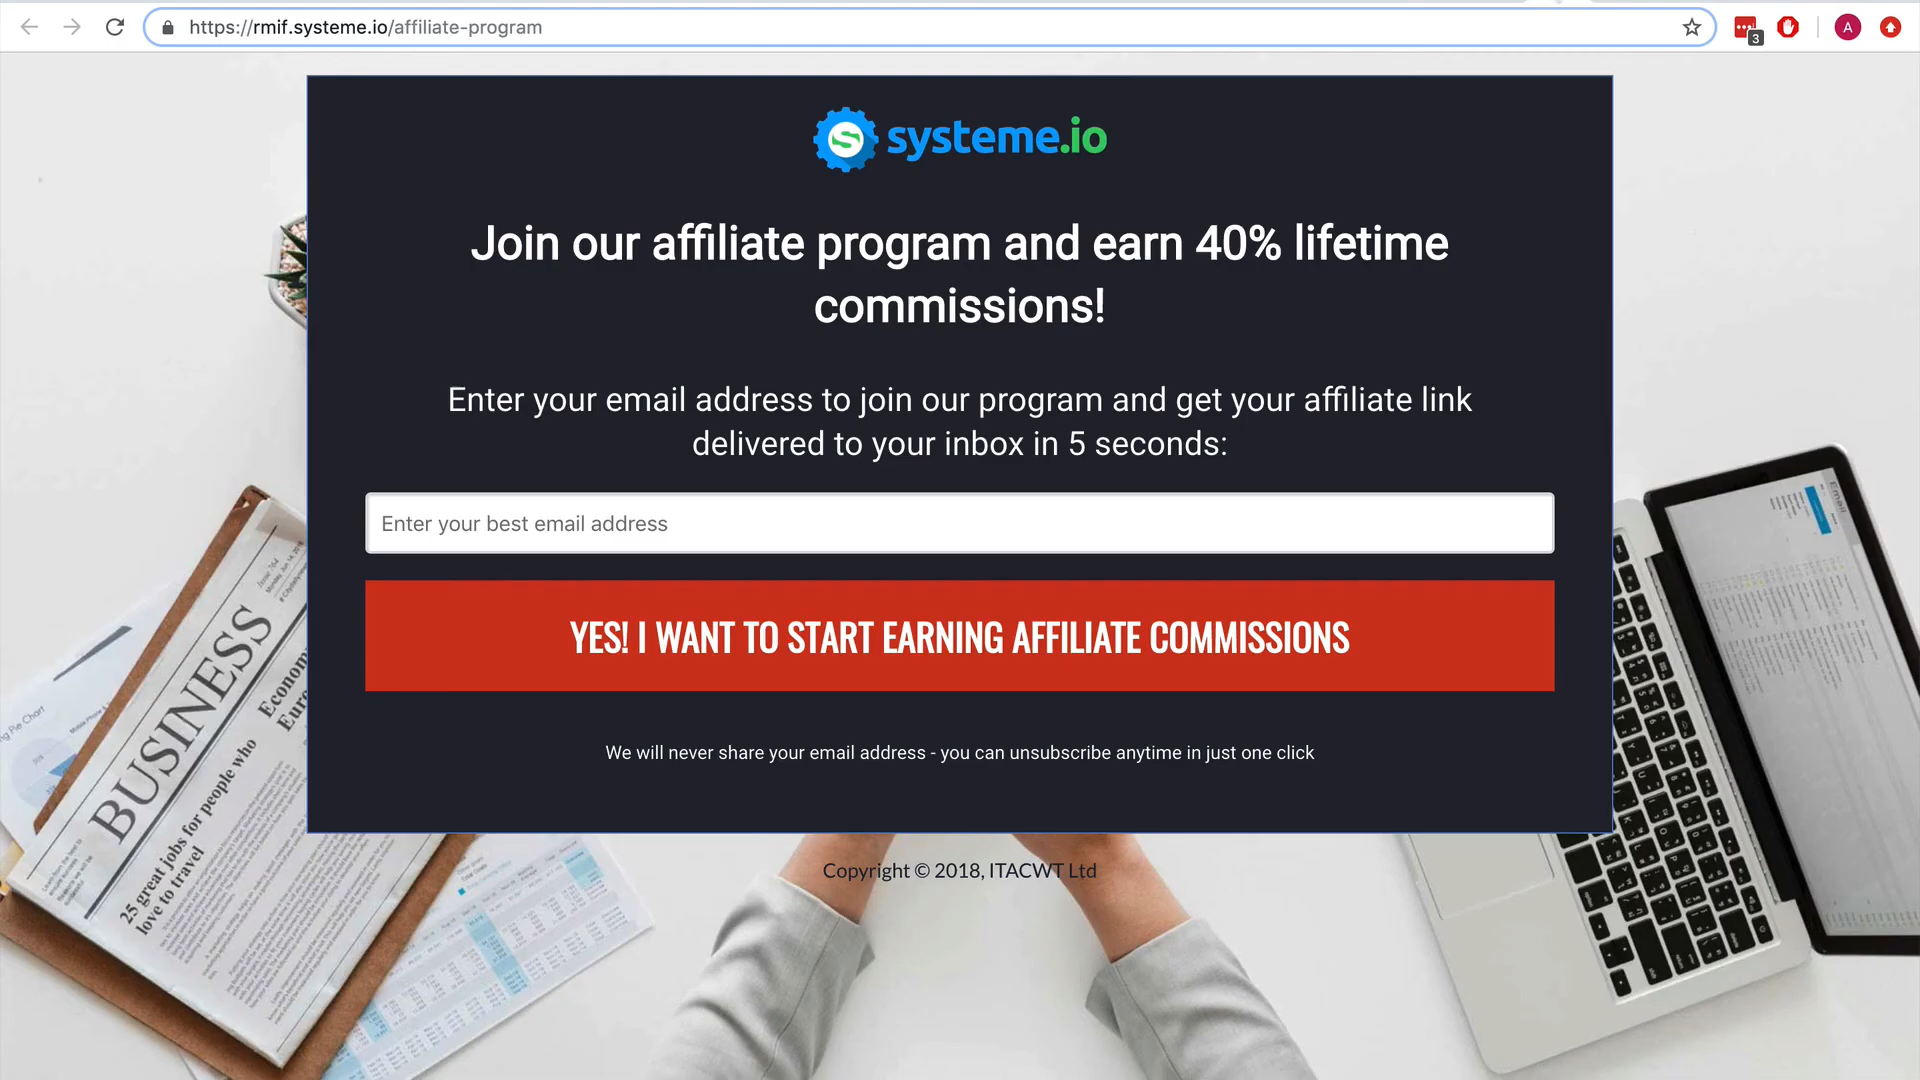 https://rmif.systeme.io/affiliate-program
3
A
systeme.io
Join our affiliate program and earn 40% lifetime
commissions!
Enter your email address to join our program and get your affiliate link
delivered to your inbox in 5 seconds:
Enter your best email address
YES! I WANT TO START EARNING AFFILIATE COMMISSIONS
We will never share your email address - you can unsubscribe anytime in just one click
Copyright © 2018, ITACWT Ltd
BUSINESS
25 great jobs for people who
love to travel
Pie Chart
Email